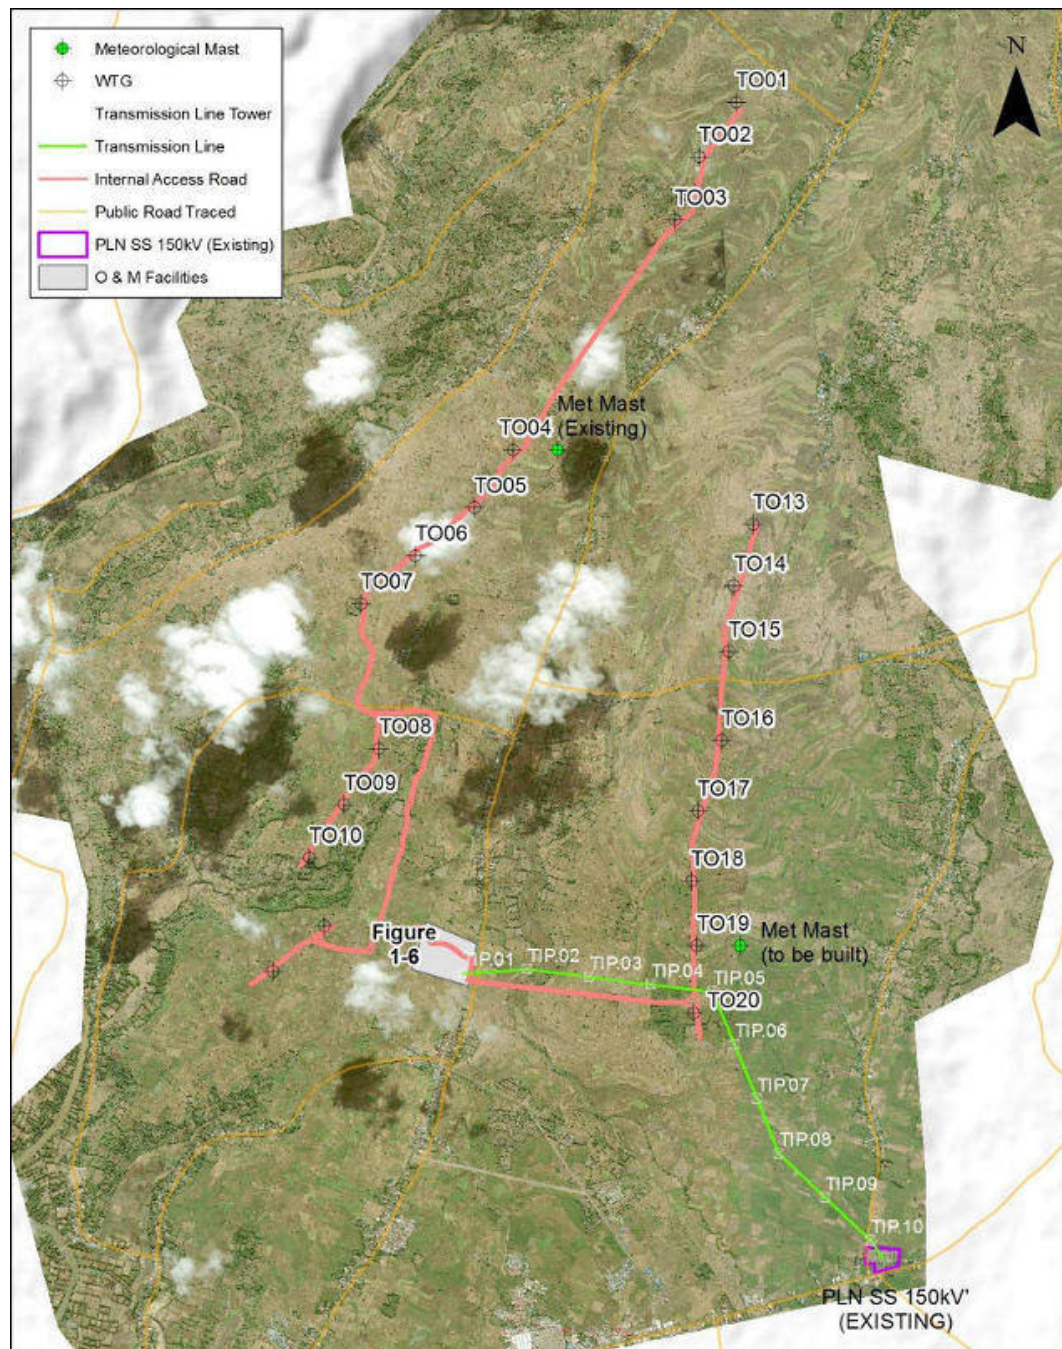 Meteorological Mast
WTG
Transmission Line Tower
Transmission Line
Internal Access Road
Public Road Traced
PLN SS 150kV (Existing)
O & M Facilities
N
TO01
TO02
TO03
Met Mast
(Existing)
TO04
TO05
TO13
TO06
TO14
TO07
TO15
TO08
TO16
TO09
TO17
TO10
TO18
Figure
1-6
TO19
Met Mast
(to be built)
IP.01
TIP.02
TIP.03
TIP.04
TIP.05
TO20
TIP.06
TIP.07
TIP.08
TIP.09
TIP.10
PLN SS 150kV'
(EXISTING)